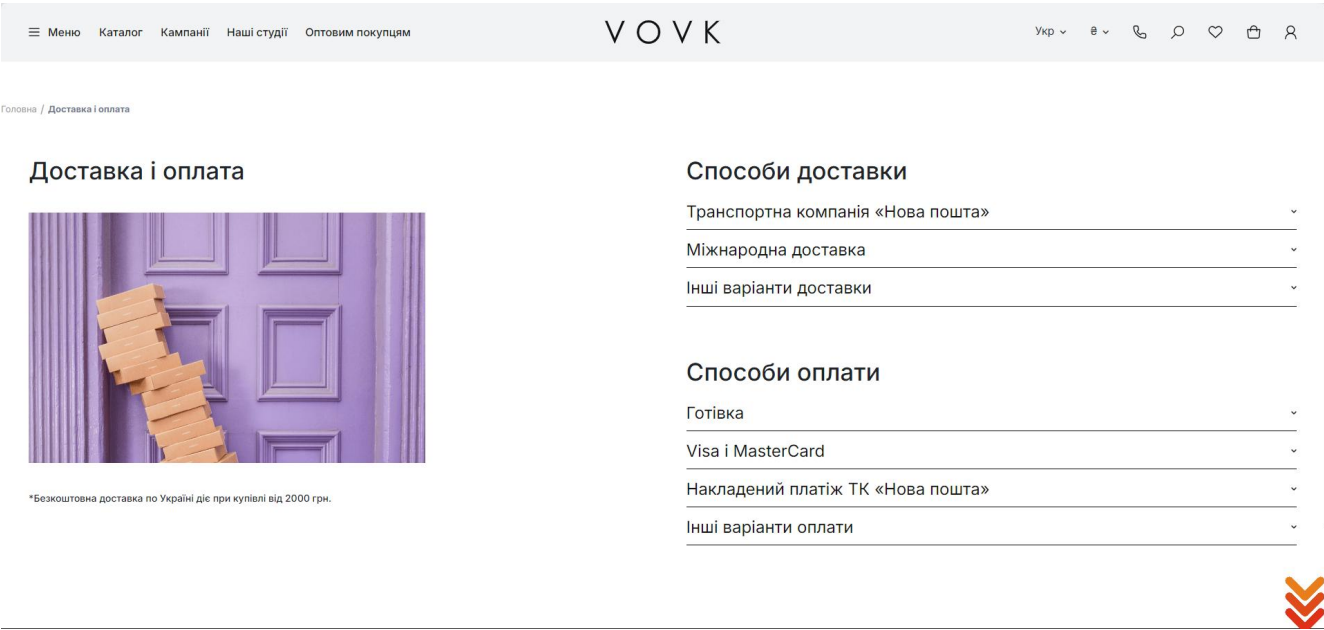 Меню Каталог Кампанії Наші студії Оптовим покупцям VOVK Укр ₴
Головна / Доставка і оплата
Доставка і оплата
*Безкоштовна доставка по Україні діє при купівлі від 2000 грн.
Способи доставки
Транспортна компанія «Нова пошта»
Міжнародна доставка
Інші варіанти доставки
Способи оплати
Готівка
Visa і MasterCard
Накладений платіж ТК «Нова пошта»
Інші варіанти оплати